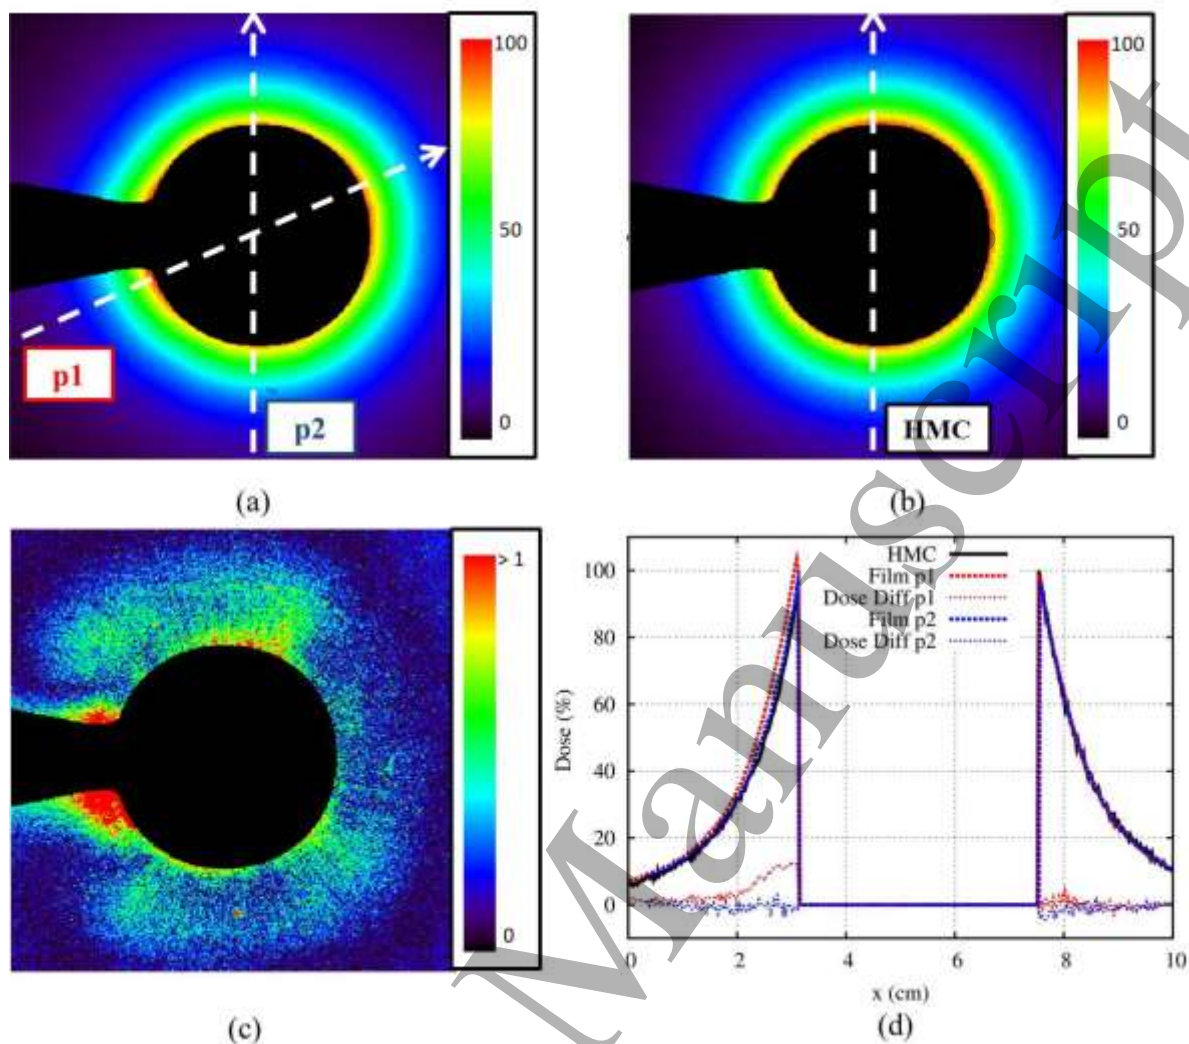 100
50
0
p1
p2
(a)
100
50
0
HMC
(b)
> 1
0
(c)
HMC
Film p1
Dose Diff p1
Film p2
Dose Diff p2
100
80
60
40
20
0
Dose (%)
0 2 4 6 8 10
x (cm)
(d)
Manuscript